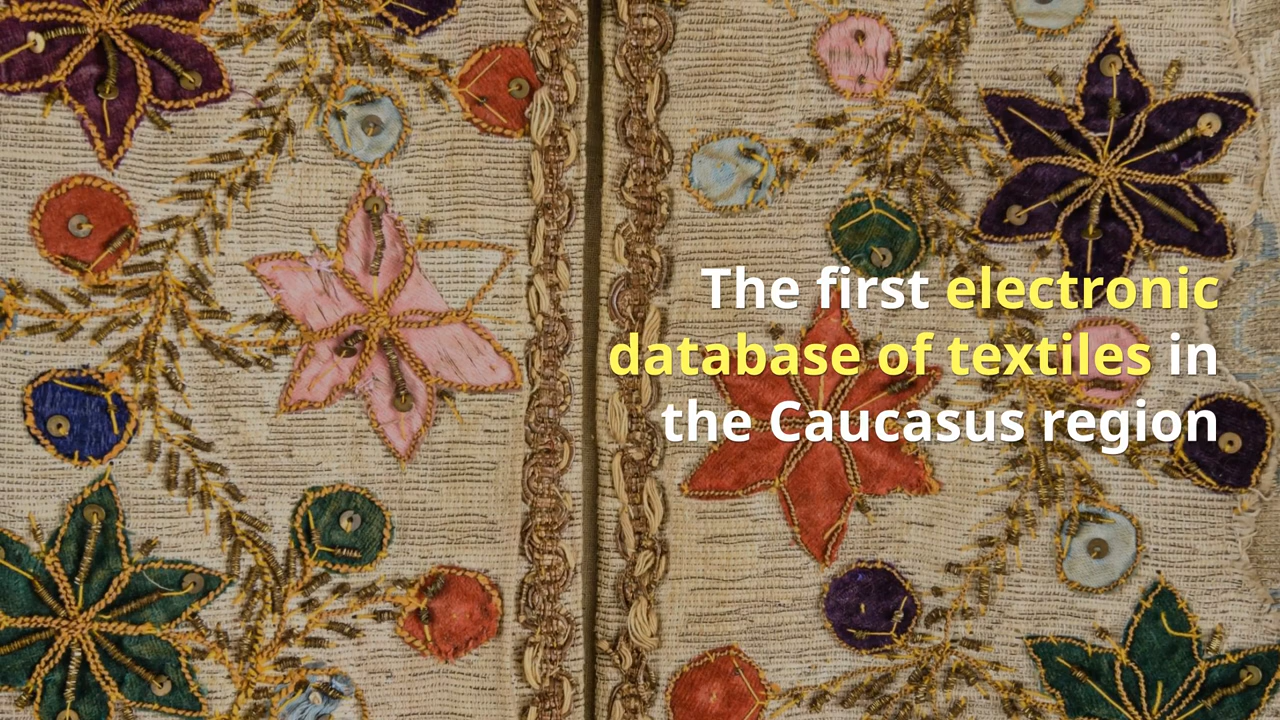 The first electronic
database of textiles in
the Caucasus region